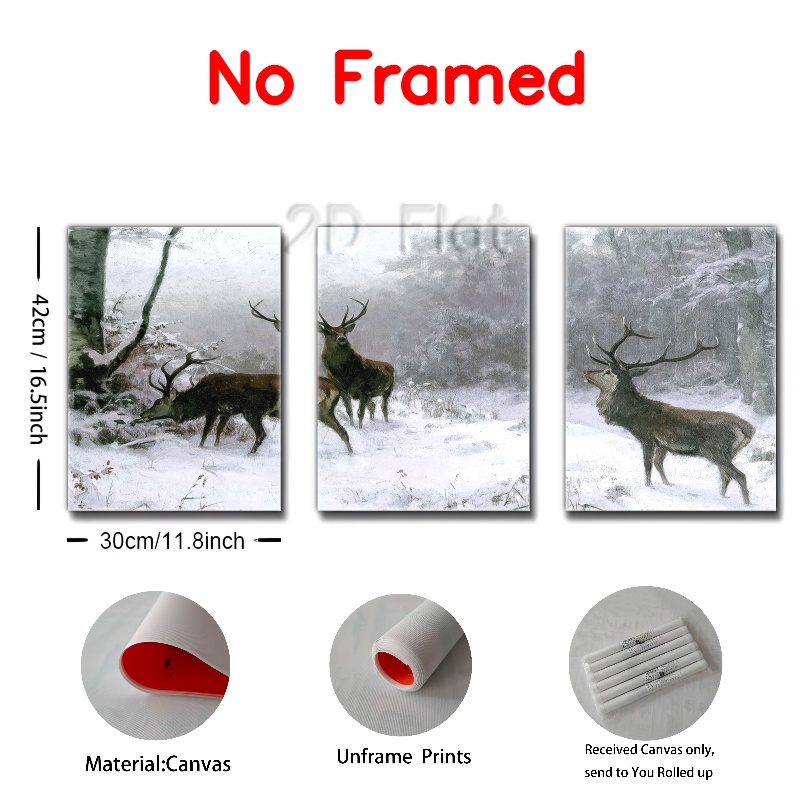 No Framed
2D Flat
42cm / 16.5inch
30cm/11.8inch
Material:Canvas
Unframe Prints
Received Canvas only,
send to You Rolled up